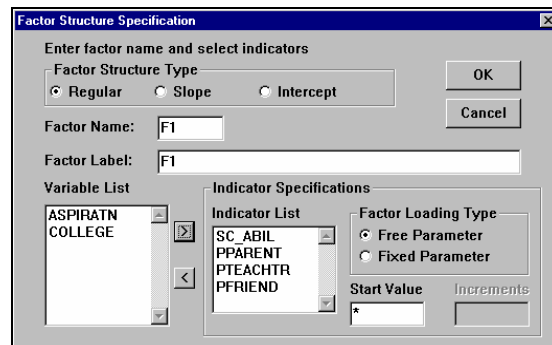 Factor Structure Specification
Enter factor name and select indicators
Factor Structure Type
Regular Slope Intercept
OK
Cancel
Factor Name: F1
Factor Label: F1
Variable List
ASPIRATN
COLLEGE
>
<
Indicator Specifications
Indicator List
SC_ABIL
PPARENT
PTEACHTR
PFRIEND
Factor Loading Type
Free Parameter
Fixed Parameter
Start Value Increments
*